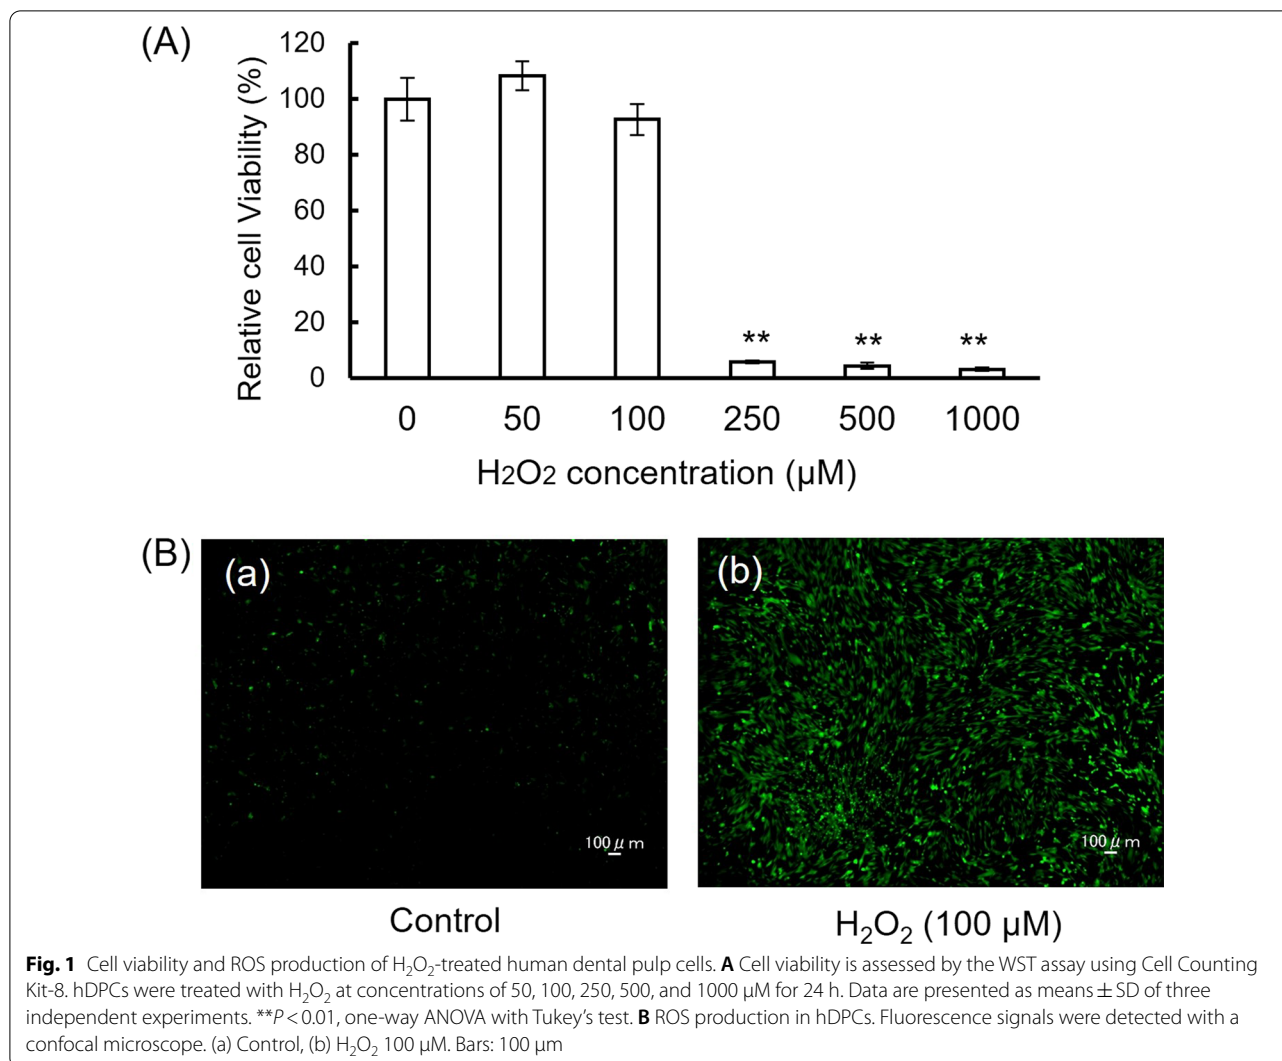 (A)
120
100
80
60
40
20
0
Relative cell Viability (%)
** ** **
0 50 100 250 500 1000
H2O2 concentration (μM)
(B)
(a) (b)
100 μ m 100 μ m
Control H₂O₂ (100 μM)
Fig. 1 Cell viability and ROS production of H₂O₂-treated human dental pulp cells. A Cell viability is assessed by the WST assay using Cell Counting
Kit-8. hDPCs were treated with H₂O₂ at concentrations of 50, 100, 250, 500, and 1000 μM for 24 h. Data are presented as means ± SD of three
independent experiments. **P < 0.01, one-way ANOVA with Tukey’s test. B ROS production in hDPCs. Fluorescence signals were detected with a
confocal microscope. (a) Control, (b) H₂O₂ 100 μM. Bars: 100 μm